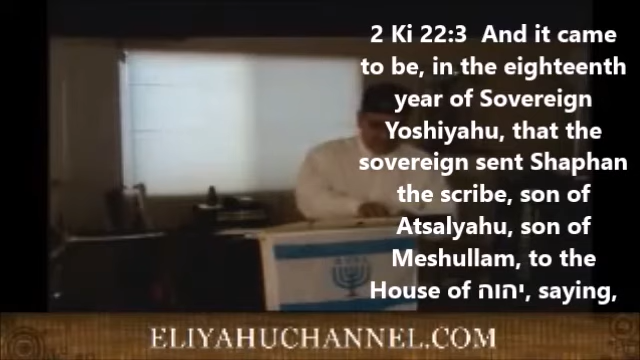 2 Ki 22:3  And it came
to be, in the eighteenth
year of Sovereign
Yoshiyahu, that the
sovereign sent Shaphan
the scribe, son of
Atsalyahu, son of
Meshullam, to the
House of יהוה, saying,
ELIYAHUCHANNEL.COM